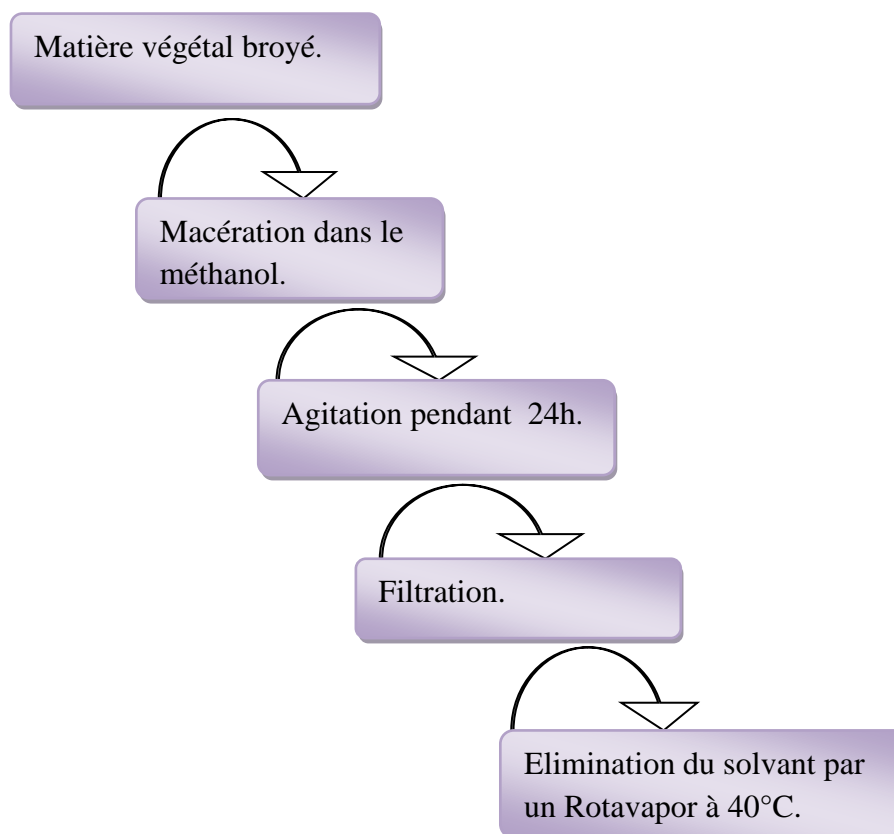 Matière végétal broyé.
Macération dans le
méthanol.
Agitation pendant  24h.
Filtration.
Elimination du solvant par
un Rotavapor à 40°C.